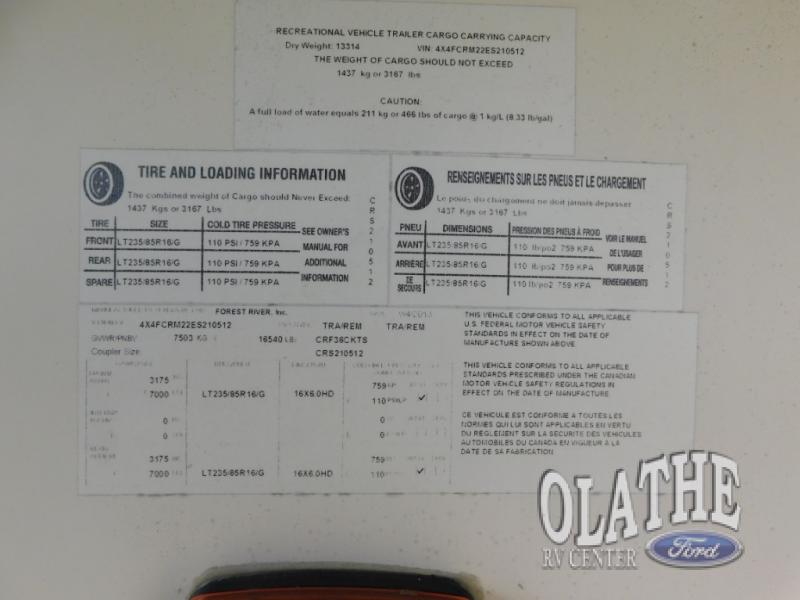 RECREATIONAL VEHICLE TRAILER CARGO CARRYING CAPACITY
Dry Weight: 13314 VIN: 4X4FCRM22ES210512
THE WEIGHT OF CARGO SHOULD NOT EXCEED
1437 kg or 3167 lbs
CAUTION:
A full load of water equals 211 kg or 466 lbs of cargo @ 1 kg/L (8.33 lb/gal)
TIRE AND LOADING INFORMATION
The combined weight of Cargo should Never Exceed:
1437 Kgs or 3167 Lbs
TIRE SIZE COLD TIRE PRESSURE
FRONT LT235/85R16/G 110 PSI / 759 KPA
REAR LT235/85R16/G 110 PSI / 759 KPA
SPARE LT235/85R16/G 110 PSI / 759 KPA
SEE OWNER'S
MANUAL FOR
ADDITIONAL
INFORMATION
CRS210512
RENSEIGNEMENTS SUR LES PNEUS ET LE CHARGEMENT
Le poids du chargement ne doit jamais depasser
1437 Kgs or 3167 Lbs
PNEU DIMENSIONS PRESSION DES PNEUS À FROID
AVANT LT235/85R16/G 110 lb/po2 759 KPA
ARRIÈRE LT235/85R16/G 110 lb/po2 759 KPA
DE SECOURS LT235/85R16/G 110 lb/po2 759 KPA
VOIR LE MANUEL
DE L'USAGER
POUR PLUS DE
RENSEIGNEMENTS
CRS210512
FOREST RIVER, Inc.
4X4FCRM22ES210512 TRA/REM TRA/REM
GVWR/PNBV 7503 KG 16540 LB CRF36CKTS
Coupler Size CRS210512
3175
7000 LT235/85R16/G 16X6.0HD 759 KP
110
0 0
0 0
3175 759
7000 LT235/85R16/G 16X6.0HD 110
THIS VEHICLE CONFORMS TO ALL APPLICABLE
U.S. FEDERAL MOTOR VEHICLE SAFETY
STANDARDS IN EFFECT ON THE DATE OF
MANUFACTURE SHOWN ABOVE.
THIS VEHICLE CONFORMS TO ALL APPLICABLE
STANDARDS PRESCRIBED UNDER THE CANADIAN
MOTOR VEHICLE SAFETY REGULATIONS IN
EFFECT ON THE DATE OF MANUFACTURE.
CE VEHICULE EST CONFORME A TOUTES LES
NORMES QUI LUI SONT APPLICABLES EN VERTU
DU REGLEMENT SUR LA SECURITE DES VEHICULES
AUTOMOBILES DU CANADA EN VIGUEUR A LA
DATE DE SA FABRICATION.
OLATHE
RV CENTER
Ford